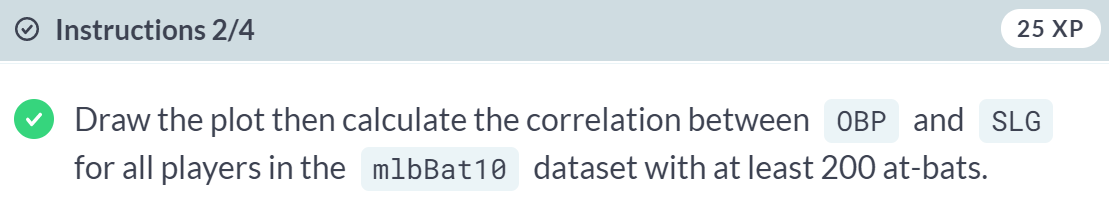 Instructions 2/4 25 XP
Draw the plot then calculate the correlation between OBP and SLG
for all players in the mlbBat10 dataset with at least 200 at-bats.